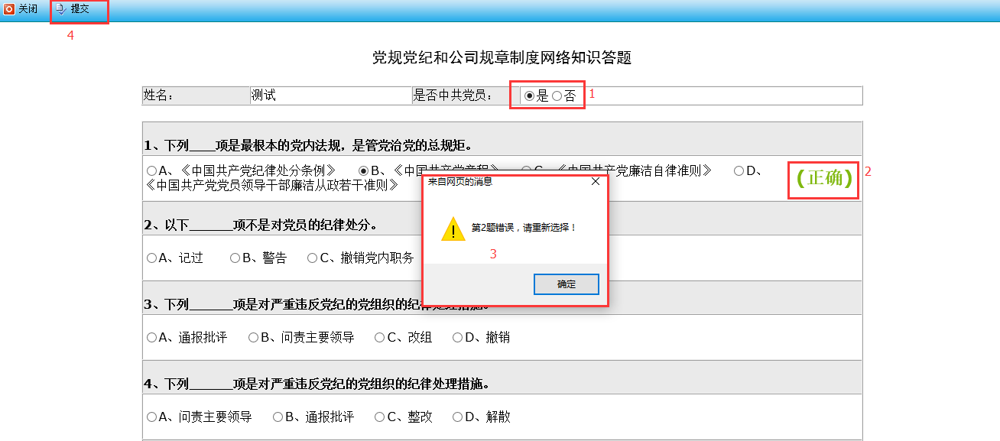 关闭 提交
4
党规党纪和公司规章制度网络知识答题
姓名： 测试 是否中共党员： 是 否 1
1、下列____项是最根本的党内法规，是管党治党的总规矩。
A、《中国共产党纪律处分条例》 B、《中国共产党章程》 C、《中国共产党廉洁自律准则》 D、
《中国共产党党员领导干部廉洁从政若干准则》
(正确) 2
来自网页的消息
第2题错误，请重新选择！
3
确定
2、以下______项不是对党员的纪律处分。
A、记过 B、警告 C、撤销党内职务
3、下列______项是对严重违反党纪的党组织的纪律处理措施。
A、通报批评 B、问责主要领导 C、改组 D、撤销
4、下列______项是对严重违反党纪的党组织的纪律处理措施。
A、问责主要领导 B、通报批评 C、整改 D、解散